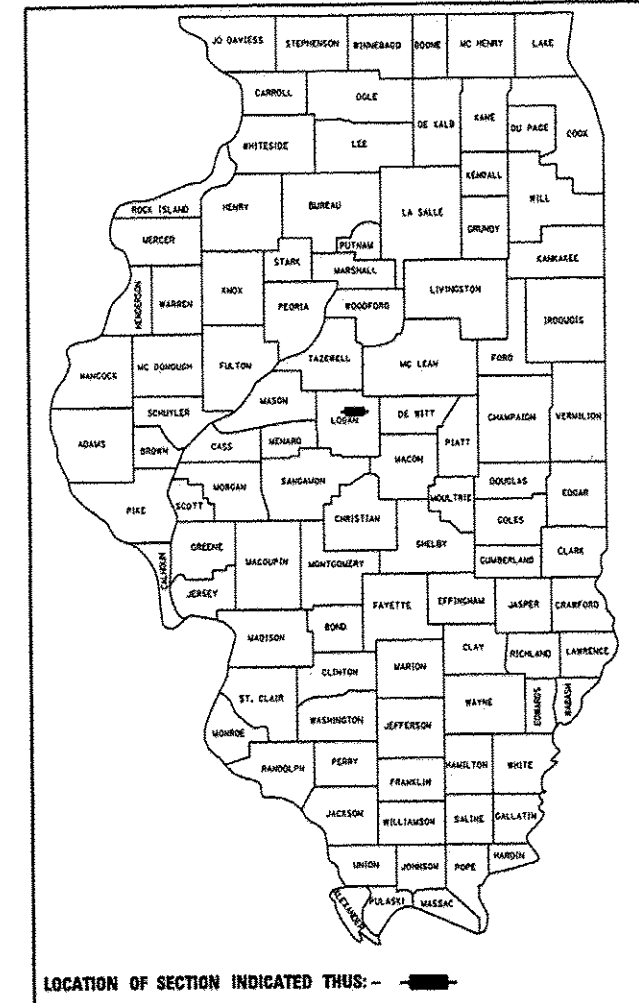 JO DAVIESS STEPHENSON WINNEBAGO BOONE MC HENRY LAKE
CARROLL OGLE DE KALB KANE DU PAGE COOK
WHITESIDE LEE KENDALL WILL
ROCK ISLAND HENRY BUREAU LA SALLE GRUNDY
MERCER PUTNAM KANKAKEE
STARK MARSHALL
HENDERSON WARREN KNOX PEORIA WOODFORD LIVINGSTON IROQUOIS
HANCOCK MC DONOUGH FULTON TAZEWELL MC LEAN FORD
SCHUYLER MASON LOGAN DE WITT CHAMPAIGN VERMILION
ADAMS BROWN CASS MENARD MACON PIATT
PIKE SCOTT MORGAN SANGAMON CHRISTIAN MOULTRIE DOUGLAS EDGAR
COLES
CALHOUN GREENE MACOUPIN MONTGOMERY SHELBY CUMBERLAND CLARK
JERSEY FAYETTE EFFINGHAM JASPER CRAWFORD
MADISON BOND CLAY RICHLAND LAWRENCE
CLINTON MARION
ST. CLAIR WASHINGTON WAYNE EDWARDS WABASH
MONROE JEFFERSON
RANDOLPH PERRY HAMILTON WHITE
FRANKLIN
JACKSON WILLIAMSON SALINE GALLATIN
UNION JOHNSON POPE HARDIN
ALEXANDER PULASKI MASSAC
LOCATION OF SECTION INDICATED THUS: -